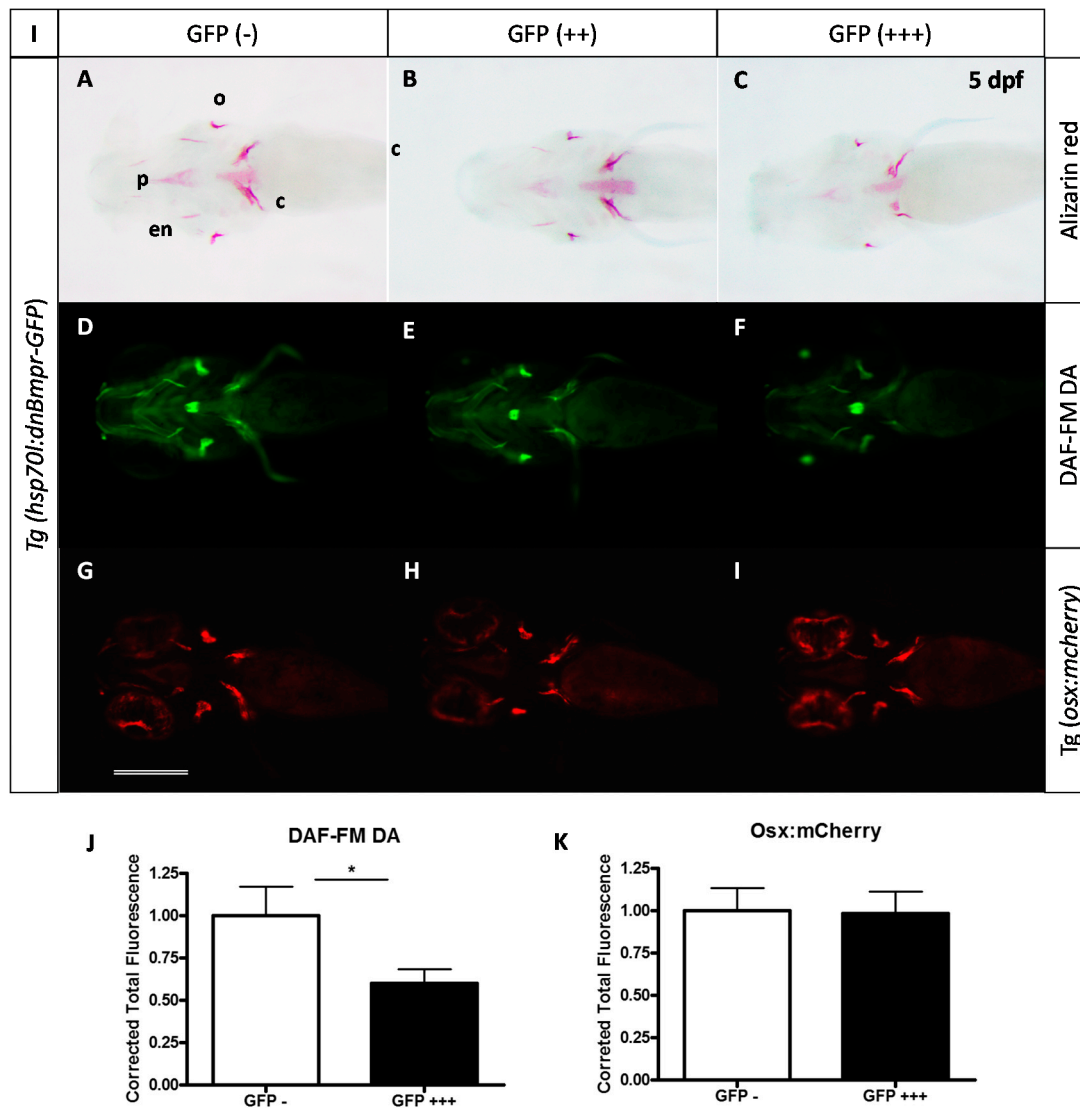 I GFP (-) GFP (++) GFP (+++)
Tg (hsp70l:dnBmpr-GFP)
A B C 5 dpf
o
c
p
c
en
Alizarin red
D E F
DAF-FM DA
G H I
Tg (osx:mcherry)
J DAF-FM DA
Corrected Total Fluorescence
1.25
1.00
0.75
0.50
0.25
0.00
*
GFP - GFP +++
K Osx:mCherry
Correted Total Fluorescence
1.25
1.00
0.75
0.50
0.25
0.00
GFP - GFP +++